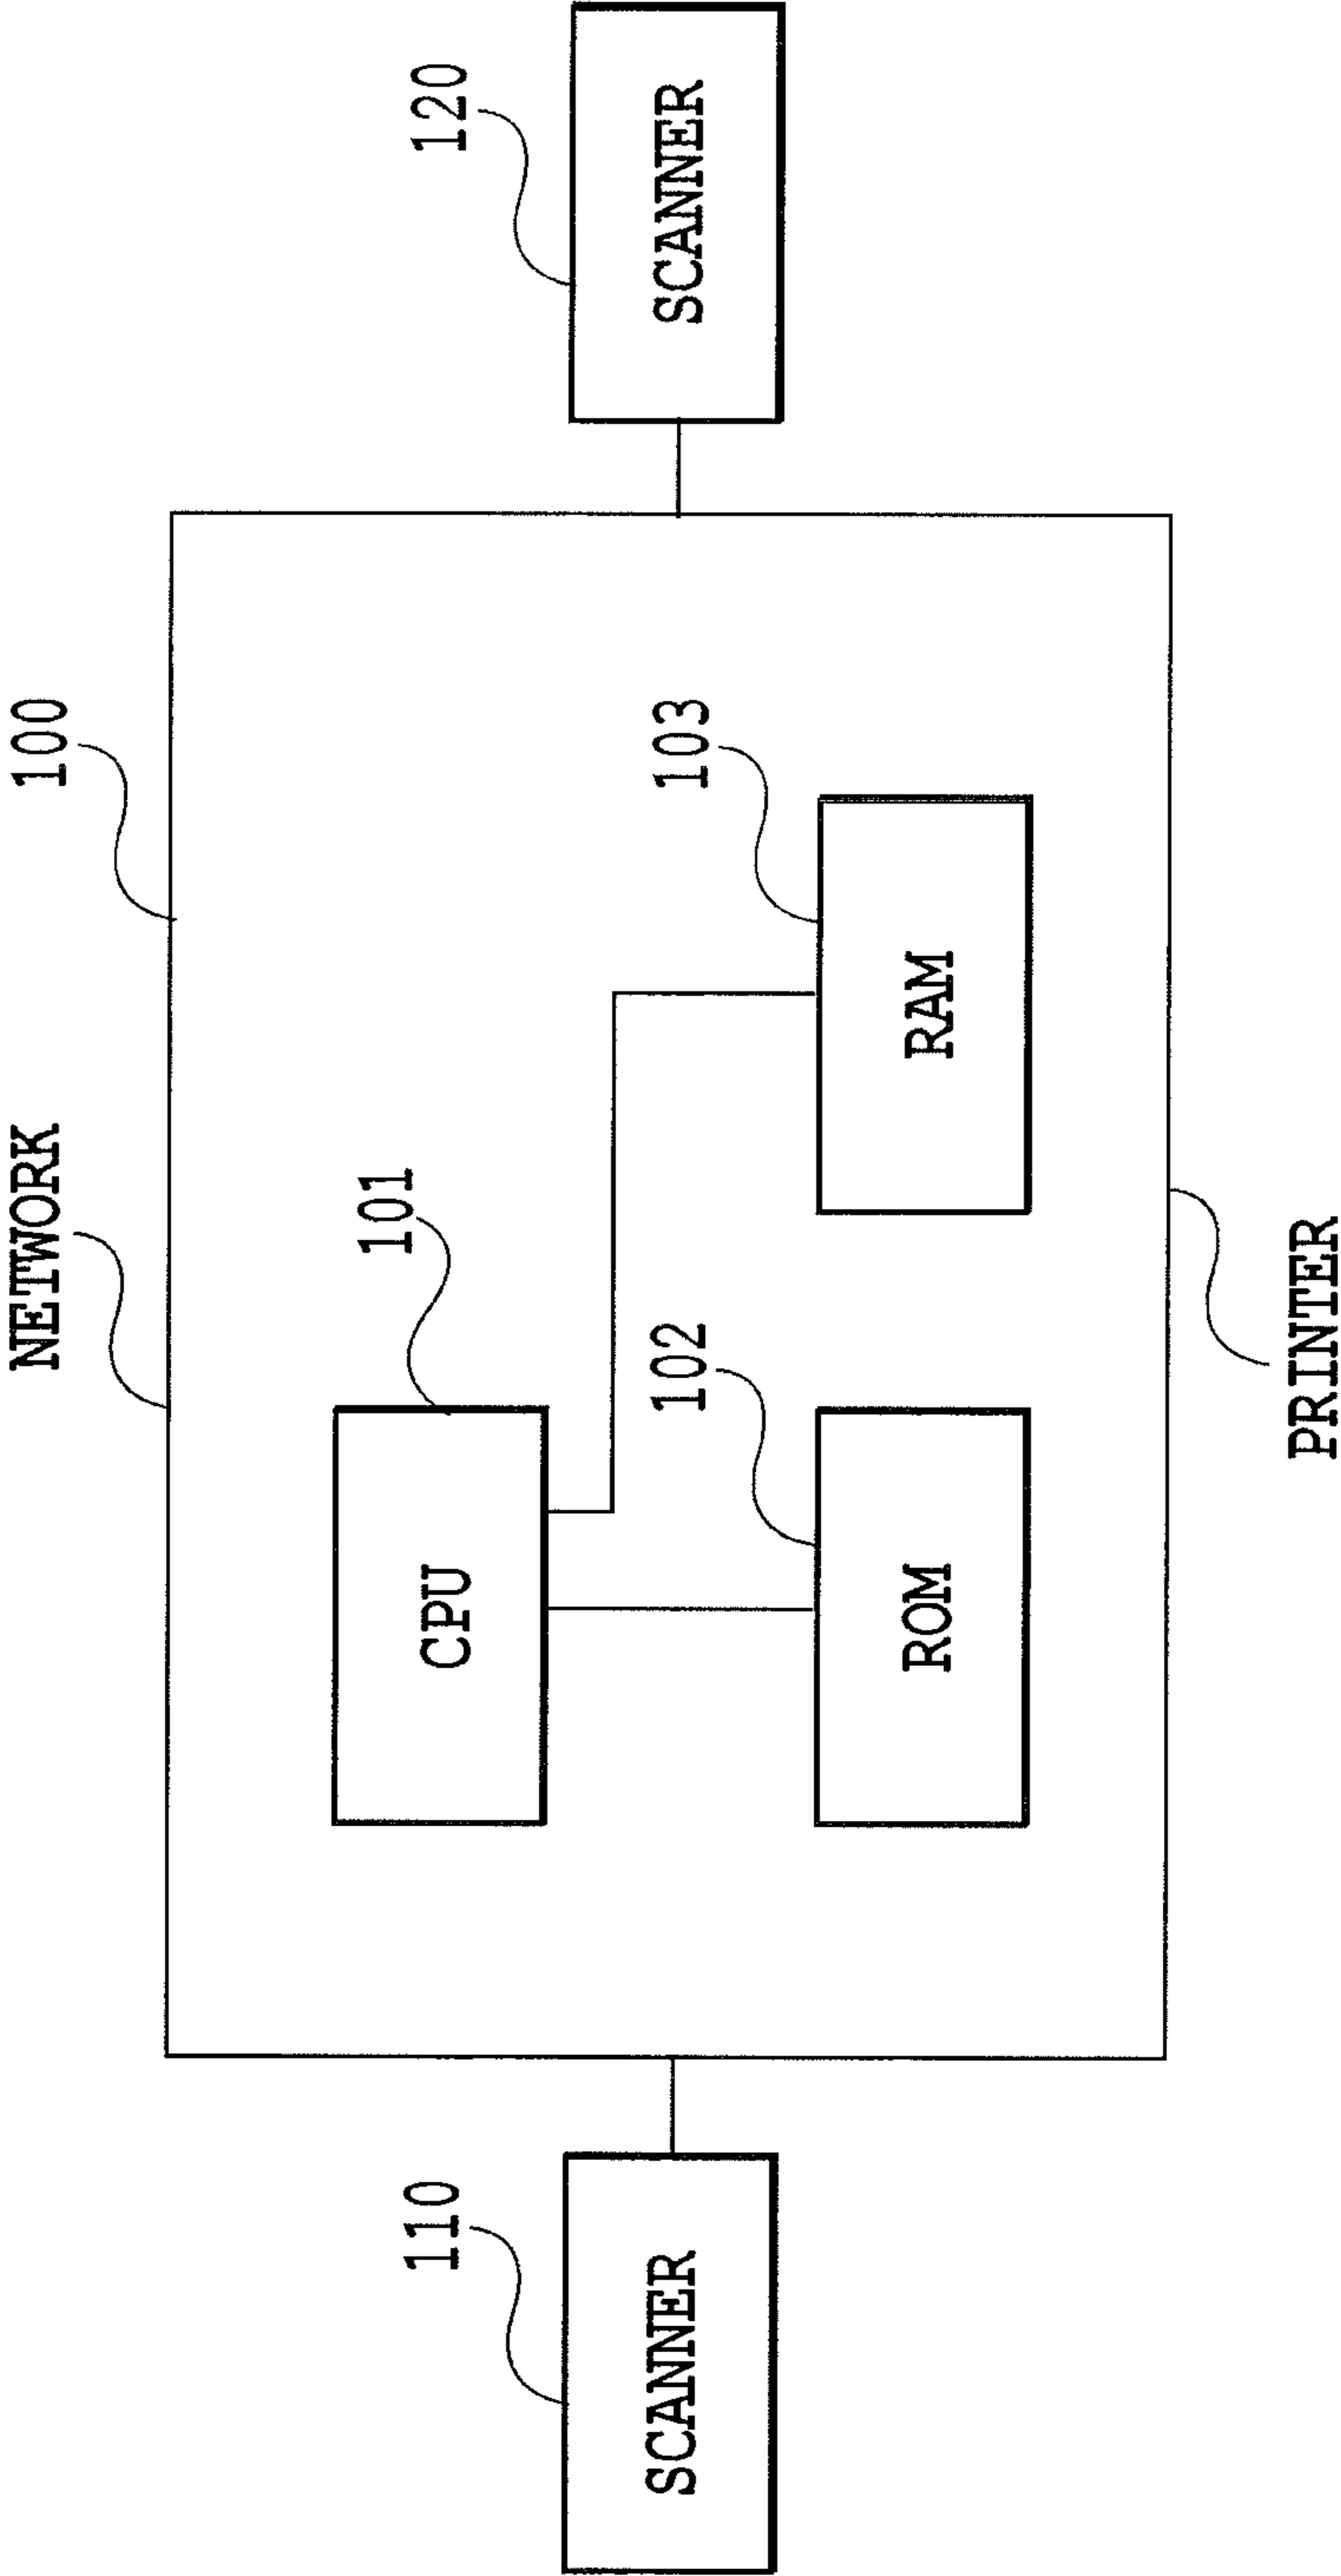 NETWORK
100
110
SCANNER
CPU
101
120
SCANNER
102
ROM
103
RAM
PRINTER